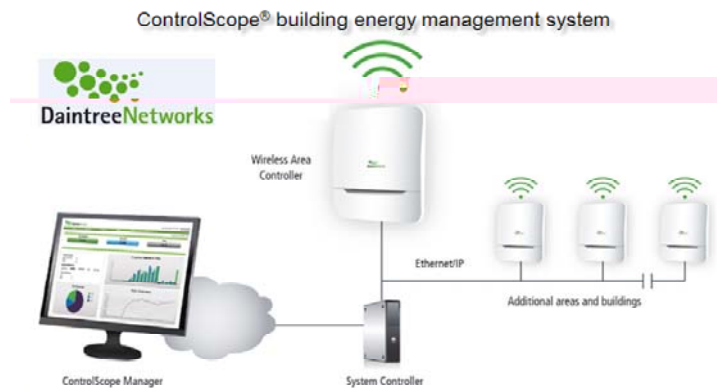 ControlScope® building energy management system
DaintreeNetworks
Wireless Area
Controller
Ethernet/IP
Additional areas and buildings
ControlScope Manager
System Controller